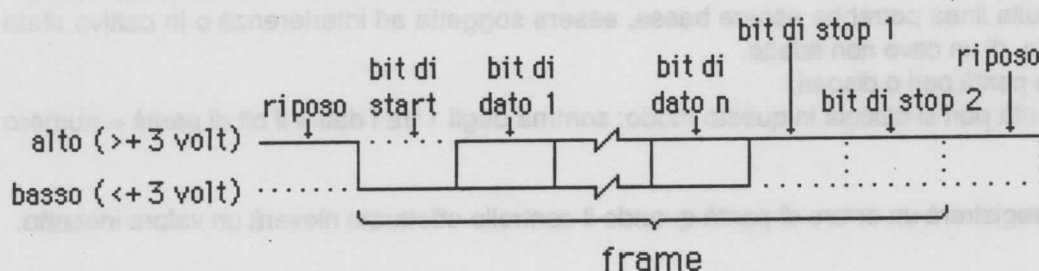 bit di stop 1
bit di bit di bit di riposo
riposo start dato 1 dato n bit di stop 2
alto (>+ 3 volt)
basso (<+ 3 volt)
frame